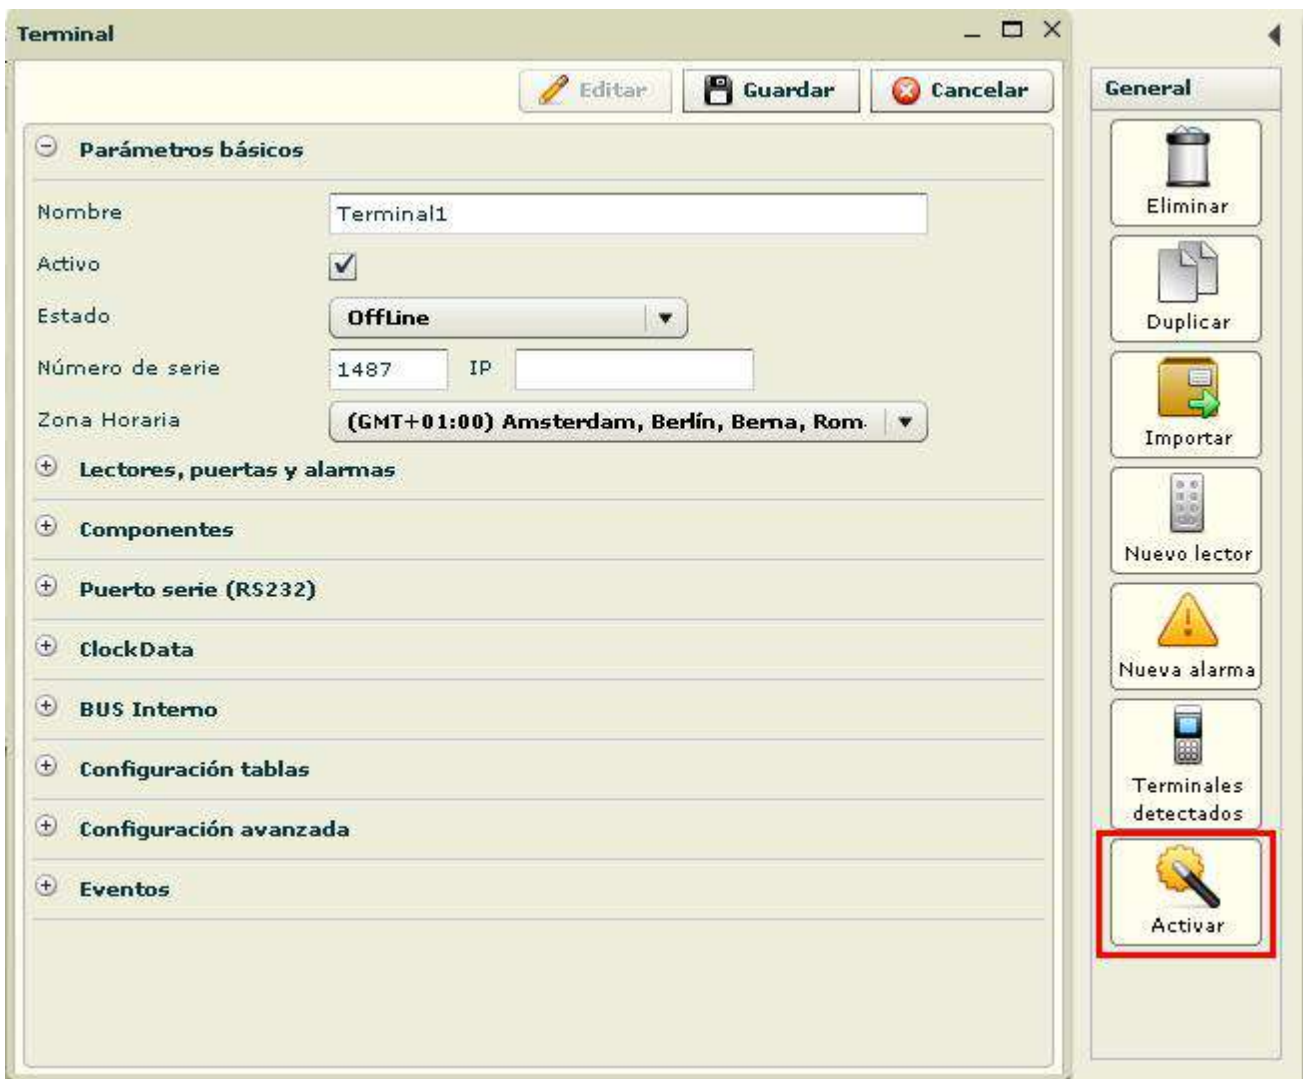 Terminal
Editar
Guardar
Cancelar
Parámetros básicos
Nombre
Terminal1
Activo
Estado
OffLine
Número de serie
1487
IP
Zona Horaria
(GMT+01:00) Amsterdam, Berlín, Berna, Rom
Lectores, puertas y alarmas
Componentes
Puerto serie (RS232)
ClockData
BUS Interno
Configuración tablas
Configuración avanzada
Eventos
General
Eliminar
Duplicar
Importar
Nuevo lector
Nueva alarma
Terminales
detectados
Activar